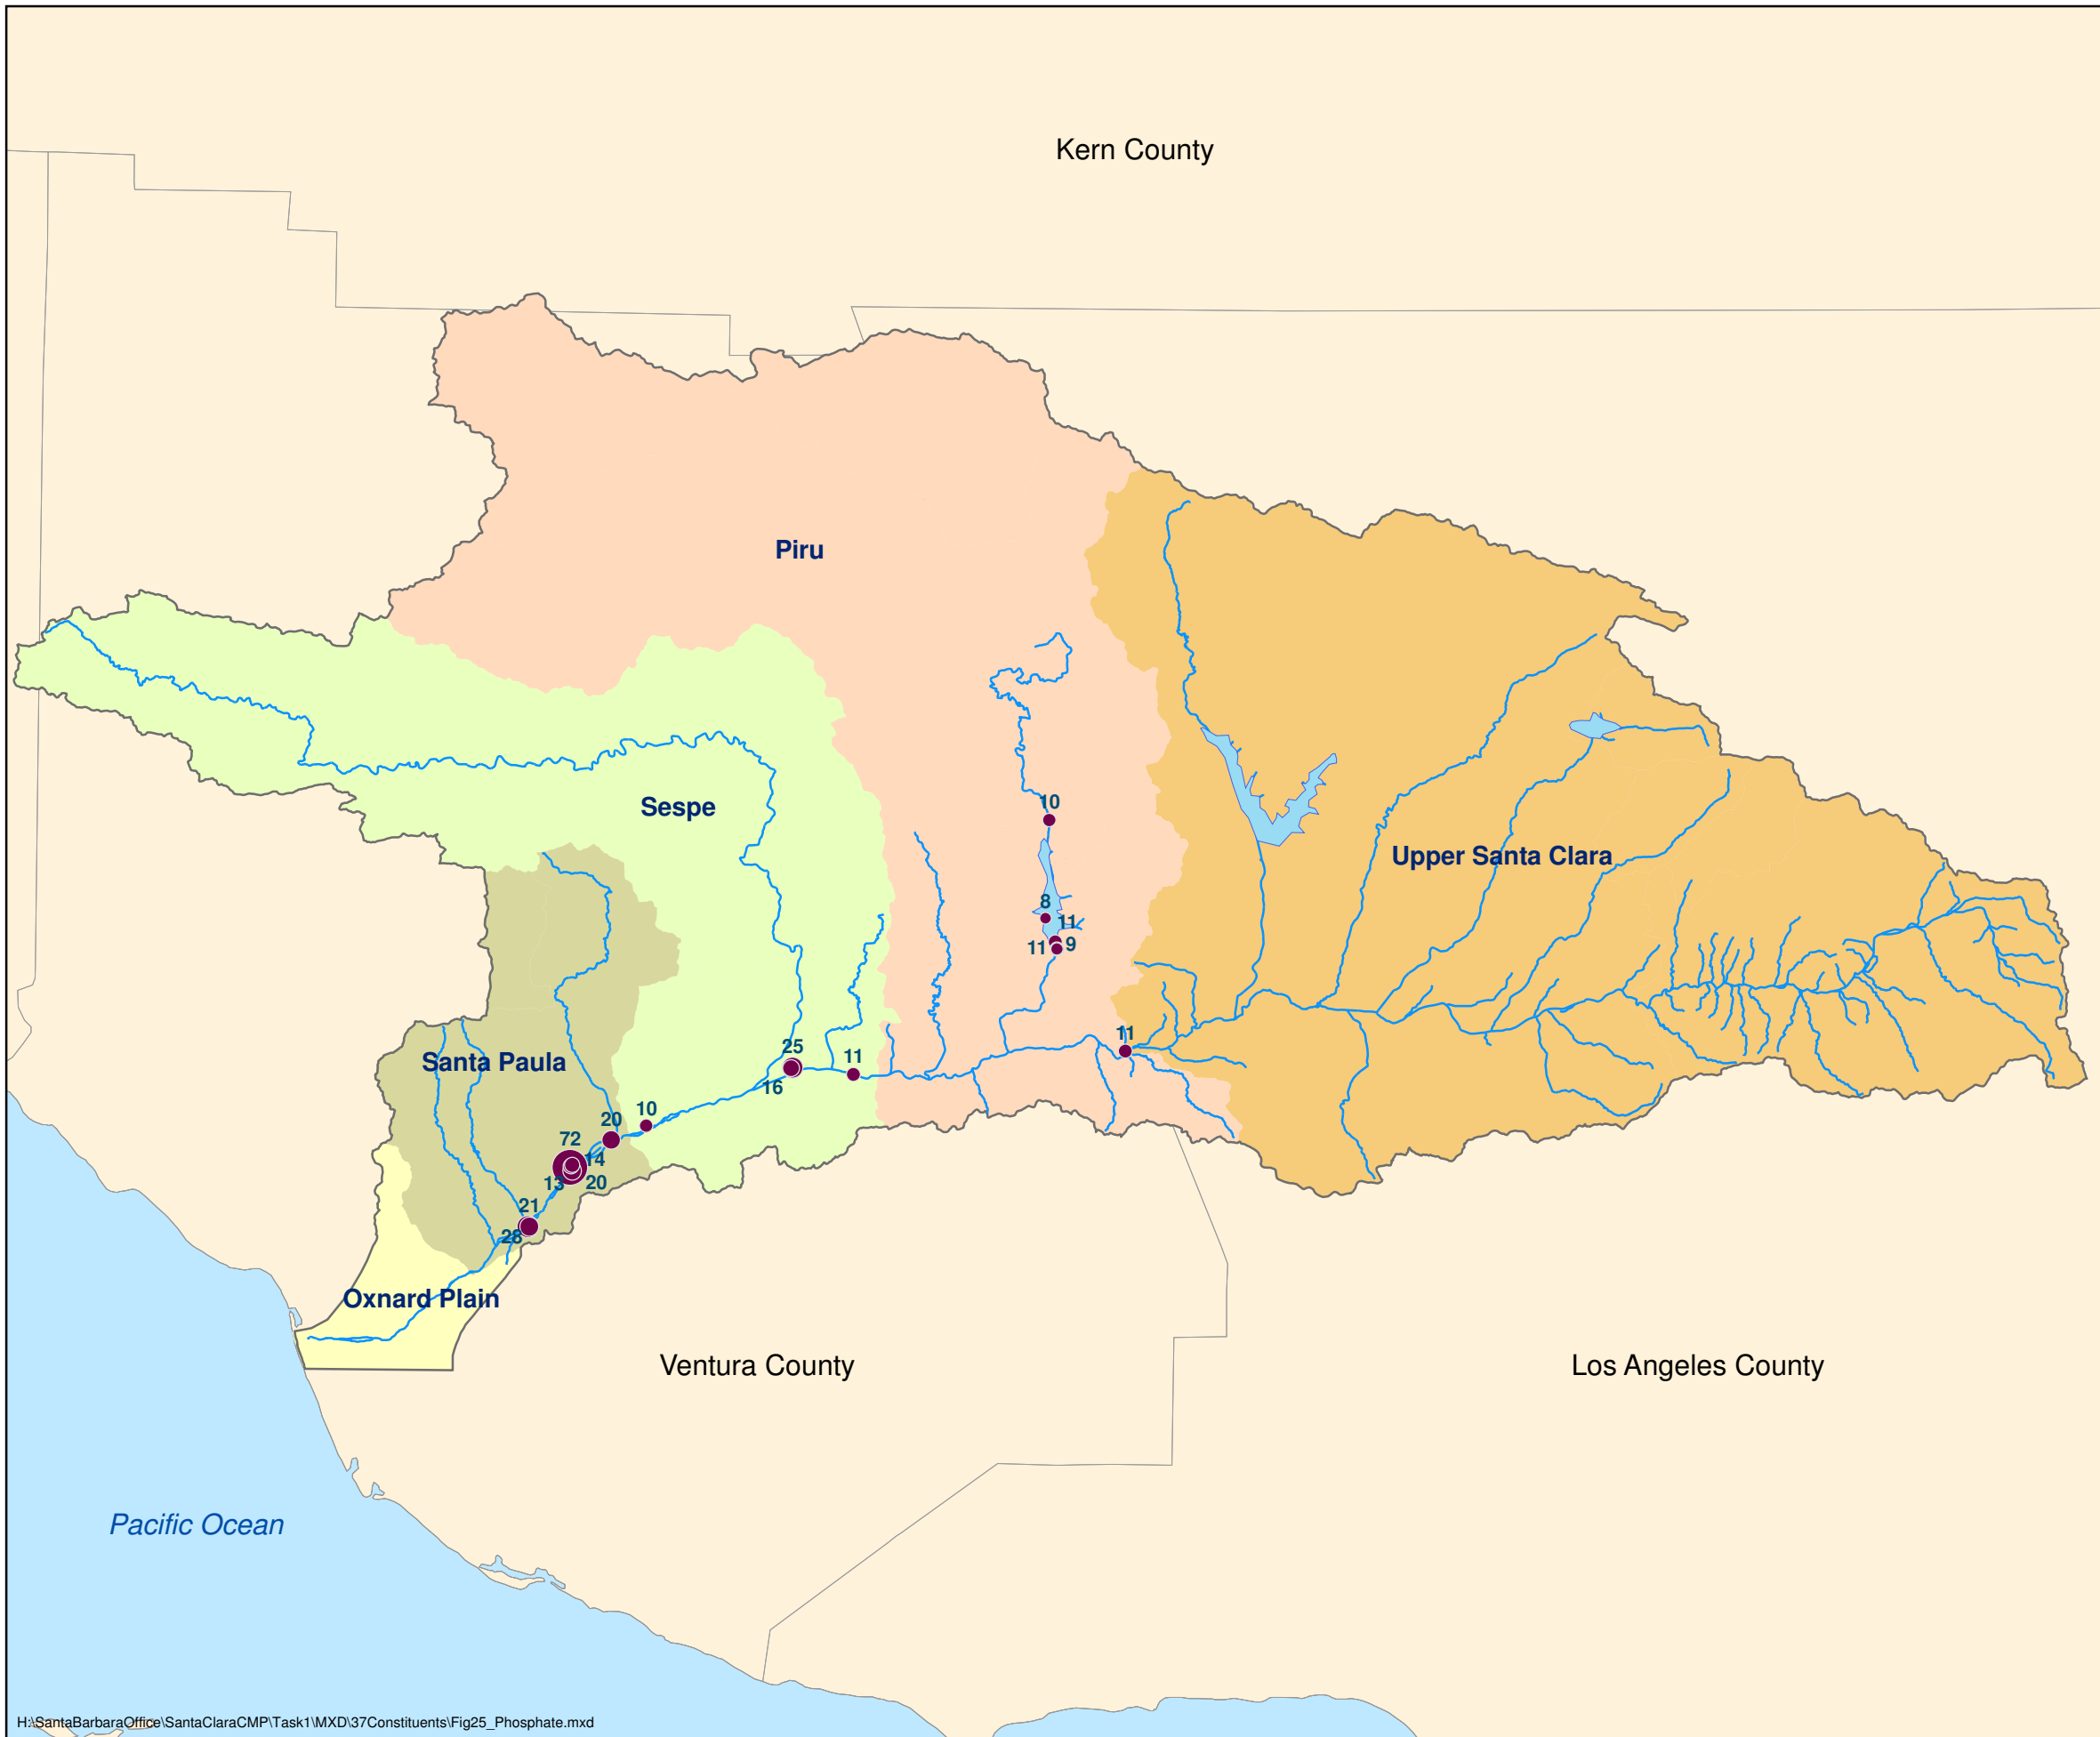 Kern County
Piru
Sespe
10
Upper Santa Clara
8
11
11
9
11
25
16
11
Santa Paula
10
20
72
14
13
20
21
28
Oxnard Plain
Ventura County
Los Angeles County
Pacific Ocean
H:\SantaBarbaraOffice\SantaClaraCMP\Task1\MXD\37Constituents\Fig25_Phosphate.mxd